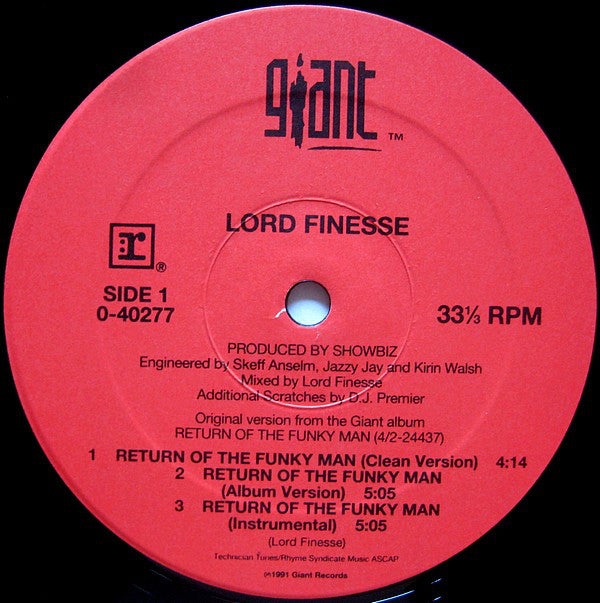 giant ™
LORD FINESSE
r ®
SIDE 1
0-40277
33⅓ RPM
PRODUCED BY SHOWBIZ
Engineered by Skeff Anselm, Jazzy Jay and Kirin Walsh
Mixed by Lord Finesse
Additional Scratches by D.J. Premier
Original version from the Giant album
RETURN OF THE FUNKY MAN (4/2-24437)
1 RETURN OF THE FUNKY MAN (Clean Version) 4:14
2 RETURN OF THE FUNKY MAN
(Album Version) 5:05
3 RETURN OF THE FUNKY MAN
(Instrumental) 5:05
(Lord Finesse)
Technician Tunes/Rhyme Syndicate Music ASCAP
℗1991 Giant Records